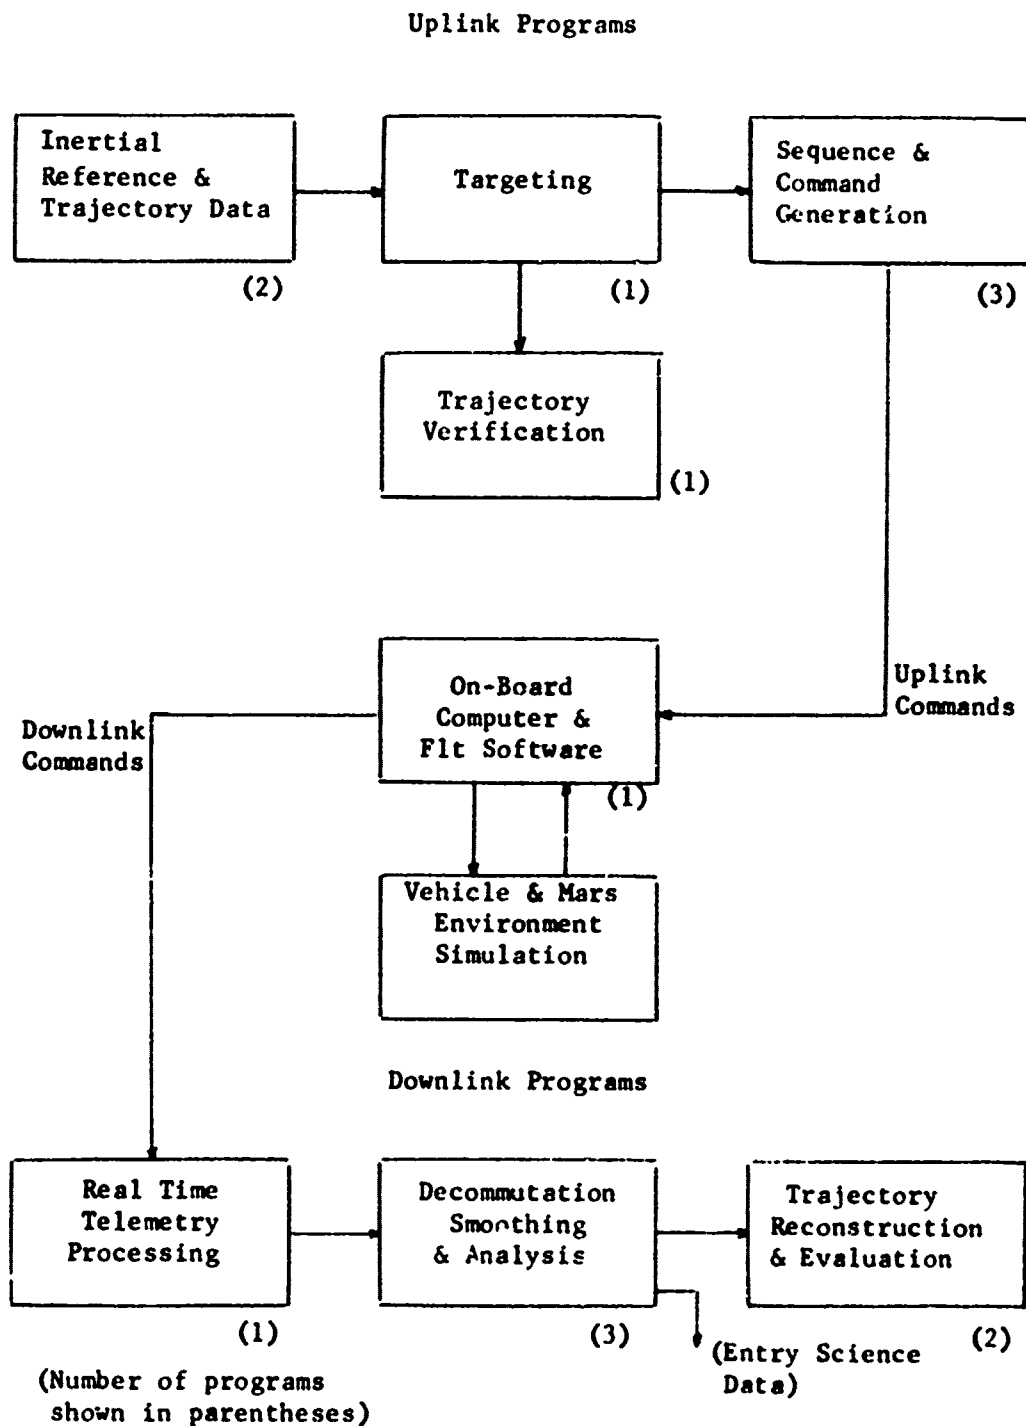 Uplink Programs
Inertial
Reference &
Trajectory Data
(2)
Targeting
(1)
Sequence &
Command
Generation
(3)
Trajectory
Verification
(1)
Uplink
Commands
On-Board
Computer &
Flt Software
(1)
Downlink
Commands
Vehicle & Mars
Environment
Simulation
Downlink Programs
Real Time
Telemetry
Processing
(1)
Decommutation
Smoothing
& Analysis
(3)
Trajectory
Reconstruction
& Evaluation
(2)
(Entry Science
Data)
(Number of programs
shown in parentheses)